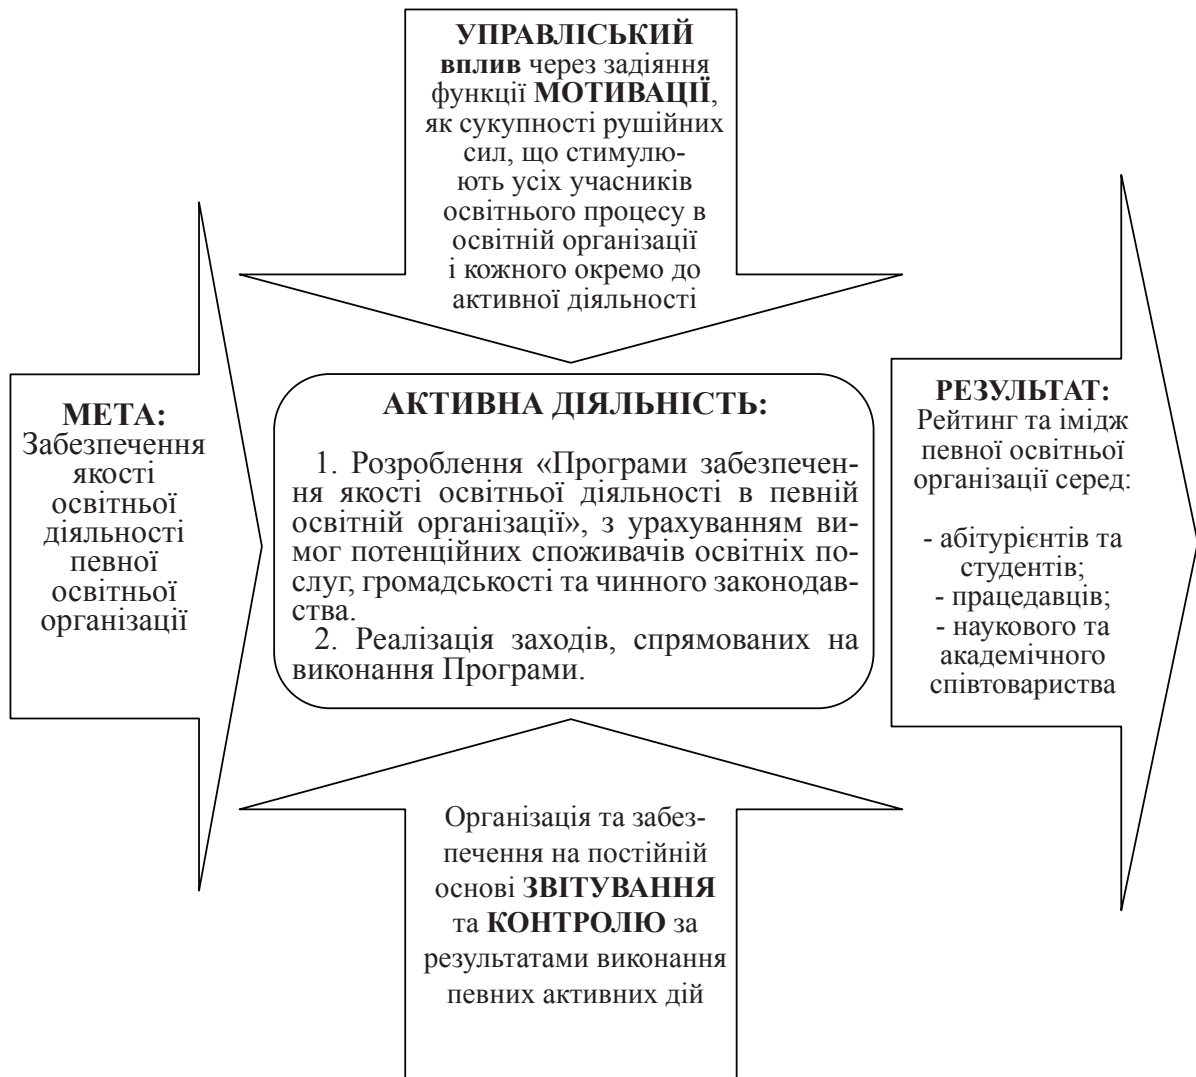 УПРАВЛІСЬКИЙ
вплив через задіяння
функції МОТИВАЦІЇ,
як сукупності рушійних
сил, що стимулю-
ють усіх учасників
освітнього процесу в
освітній організації
і кожного окремо до
активної діяльності
МЕТА:
Забезпечення
якості
освітньої
діяльності
певної
освітньої
організації
АКТИВНА ДІЯЛЬНІСТЬ:
1. Розроблення «Програми забезпечен-
ня якості освітньої діяльності в певній
освітній організації», з урахуванням ви-
мог потенційних споживачів освітніх по-
слуг, громадськості та чинного законодав-
ства.
2. Реалізація заходів, спрямованих на
виконання Програми.
РЕЗУЛЬТАТ:
Рейтинг та імідж
певної освітньої
організації серед:
- абітурієнтів та
студентів;
- працедавців;
- наукового та
академічного
співтовариства
Організація та забез-
печення на постійній
основі ЗВІТУВАННЯ
та КОНТРОЛЮ за
результатами виконання
певних активних дій